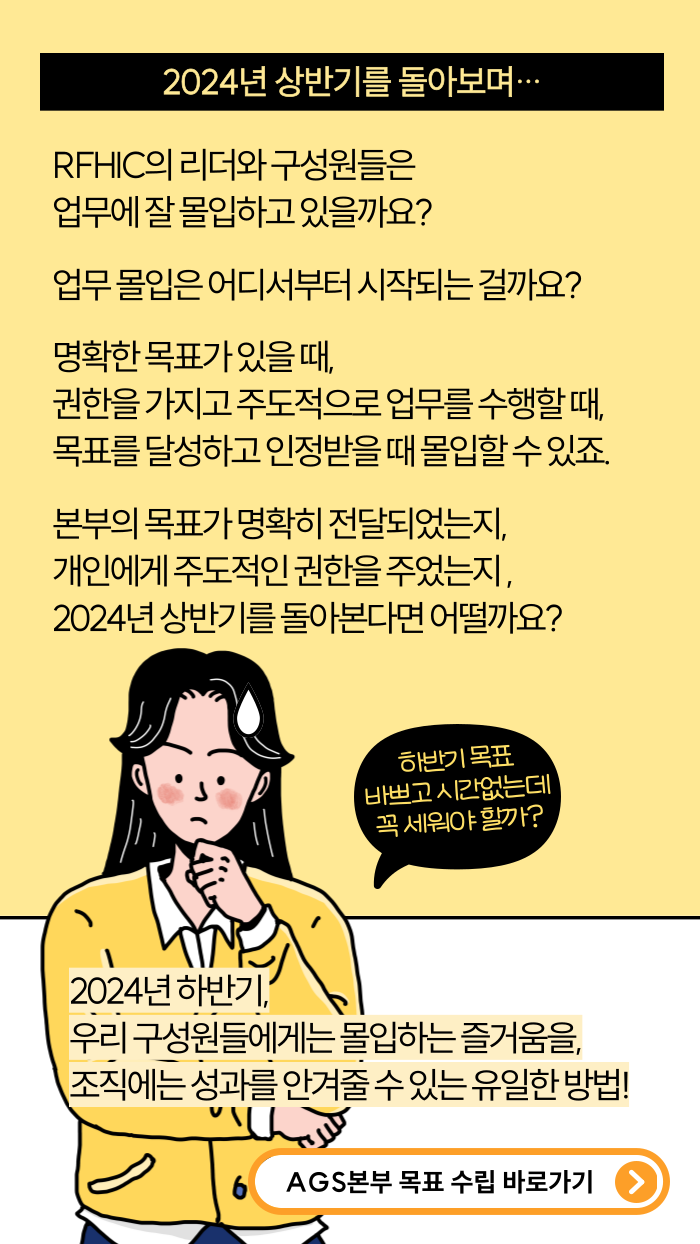 2024년 상반기를 돌아보며…
RFHIC의 리더와 구성원들은
업무에 잘 몰입하고 있을까요?
업무 몰입은 어디서부터 시작되는 걸까요?
명확한 목표가 있을 때,
권한을 가지고 주도적으로 업무를 수행할 때,
목표를 달성하고 인정받을 때 몰입할 수 있죠.
본부의 목표가 명확히 전달되었는지,
개인에게 주도적인 권한을 주었는지 ,
2024년 상반기를 돌아본다면 어떨까요?
하반기 목표
바쁘고 시간없는데
꼭 세워야 할까?
2024년 하반기,
우리 구성원들에게는 몰입하는 즐거움을,
조직에는 성과를 안겨줄 수 있는 유일한 방법!
AGS본부 목표 수립 바로가기